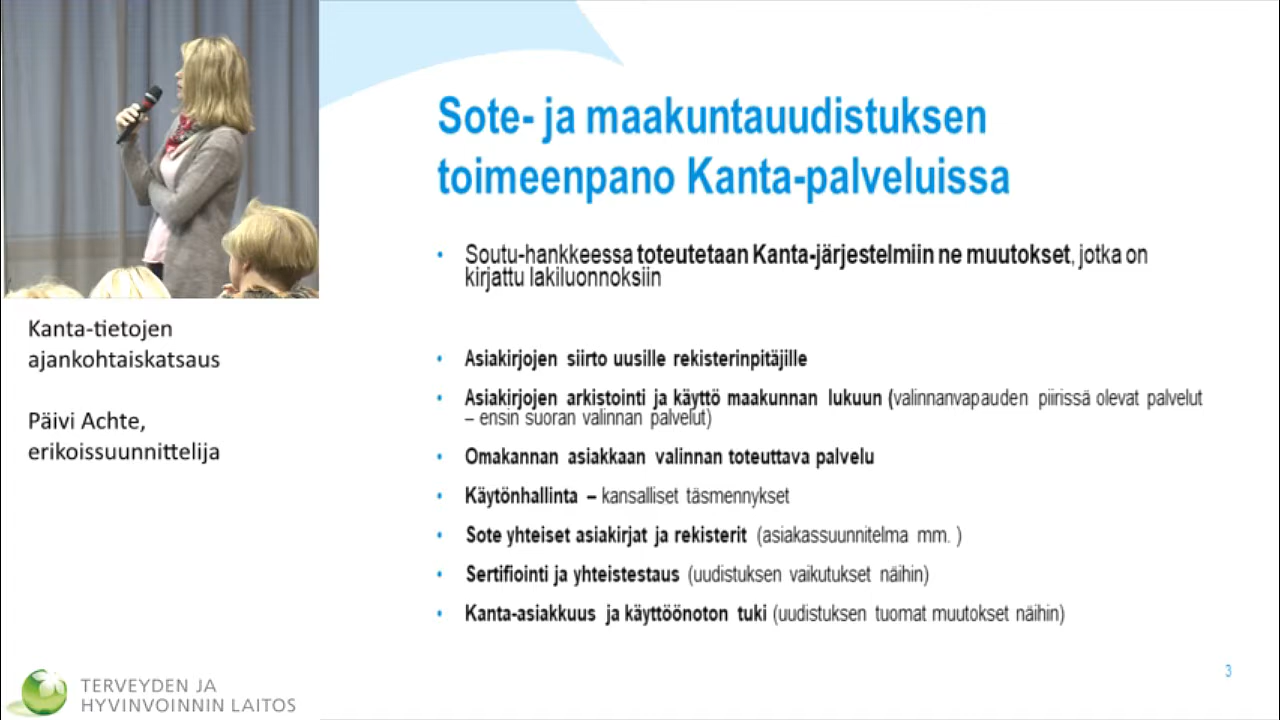 Sote- ja maakuntauudistuksen
toimeenpano Kanta-palveluissa
• Soutu-hankkeessa toteutetaan Kanta-järjestelmiin ne muutokset, jotka on
kirjattu lakiluonnoksiin
• Asiakirjojen siirto uusille rekisterinpitäjille
• Asiakirjojen arkistointi ja käyttö maakunnan lukuun (valinnanvapauden piirissä olevat palvelut
– ensin suoran valinnan palvelut)
• Omakannan asiakkaan valinnan toteuttava palvelu
• Käytönhallinta – kansalliset täsmennykset
• Sote yhteiset asiakirjat ja rekisterit (asiakassuunnitelma mm. )
• Sertifiointi ja yhteistestaus (uudistuksen vaikutukset näihin)
• Kanta-asiakkuus ja käyttöönoton tuki (uudistuksen tuomat muutokset näihin)
3
Kanta-tietojen
ajankohtaiskatsaus
Päivi Achte,
erikoissuunnittelija
TERVEYDEN JA
HYVINVOINNIN LAITOS